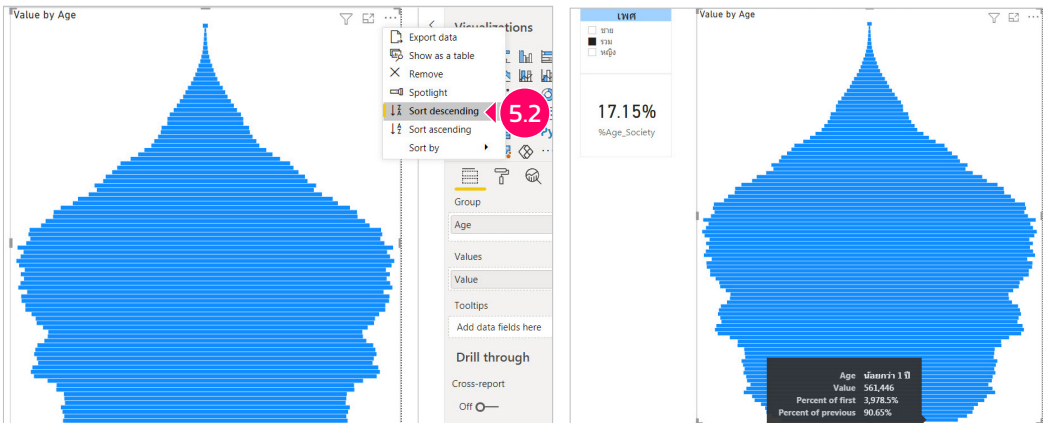 Value by Age
Export data
Show as a table
Remove
Spotlight
Sort descending
Sort ascending
Sort by
5.2
Visualizations
Group
Age
Values
Value
Tooltips
Add data fields here
Drill through
Cross-report
Off
เพศ
ชาย
รวม
หญิง
17.15%
%Age_Society
Value by Age
Age น้อยกว่า 1 ปี
Value 561,446
Percent of first 3,978.5%
Percent of previous 90.65%